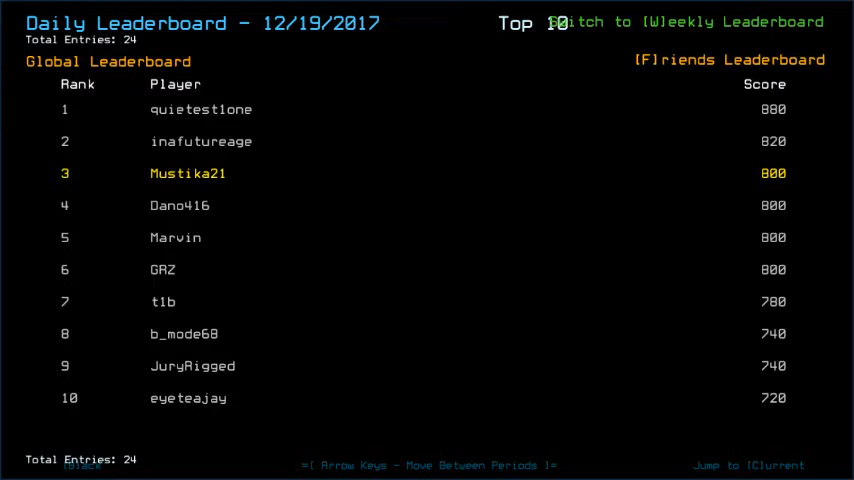 Daily Leaderboard - 12/19/2017 Top 10 Switch to [W]eekly Leaderboard
Total Entries: 24
Global Leaderboard [F]riends Leaderboard
Rank Player Score
1 quietest1one 880
2 inafutureage 820
3 Mustika21 800
4 Dano416 800
5 Marvin 800
6 GRZ 800
7 t1b 780
8 b_mode68 740
9 JuryRigged 740
10 eyeteajay 720
Total Entries: 24
[B]ack =[ Arrow Keys - Move Between Periods ]= Jump to [C]urrent